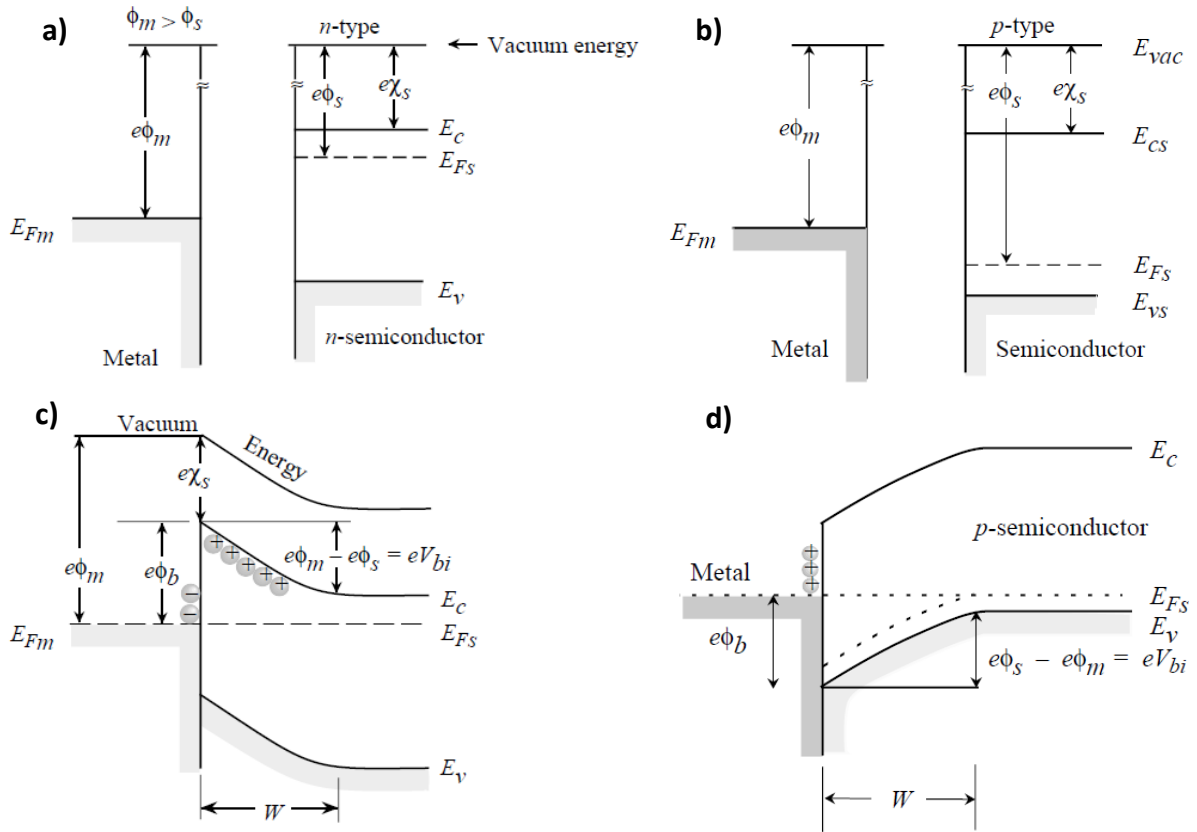 a)
ϕm > ϕs
n-type
Vacuum energy
eϕs
eχs
eϕm
Ec
EFs
EFm
Ev
n-semiconductor
Metal
b)
p-type
Evac
eϕs
eχs
eϕm
Ecs
EFm
EFs
Evs
Metal
Semiconductor
c)
Vacuum
Energy
eχs
eϕm
eϕb
eϕm − eϕs = eVbi
+ + + + +
− −
Ec
EFm
EFs
Ev
W
d)
Ec
p-semiconductor
+
+
+
Metal
EFs
Ev
eϕb
eϕs − eϕm = eVbi
W